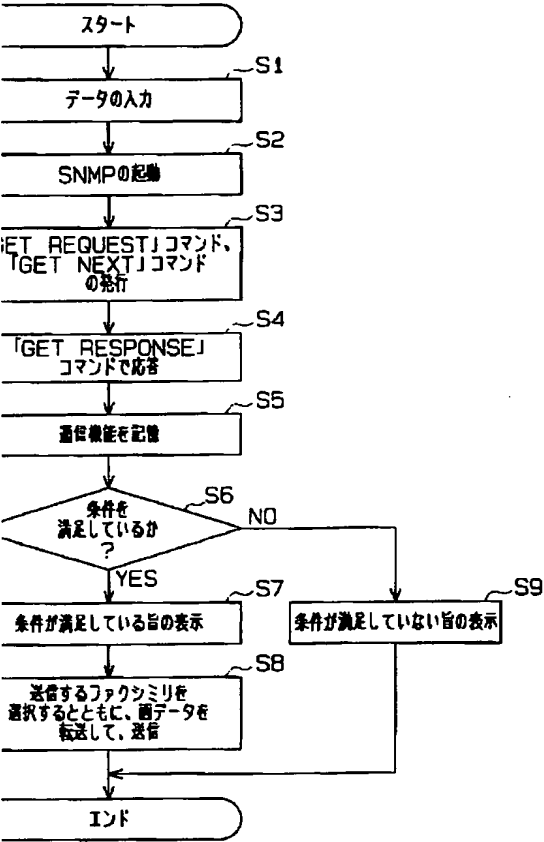 スタート
S1
データの入力
S2
SNMPの起動
S3
GET REQUEST」コマンド、
「GET NEXT」コマンド
の発行
S4
「GET RESPONSE」
コマンドで応答
S5
通信機能を記憶
S6
条件を
満足しているか
?
NO
YES
S7
条件が満足している旨の表示
S9
条件が満足していない旨の表示
S8
送信するファクシミリを
選択するとともに、画データを
転送して、送信
エンド